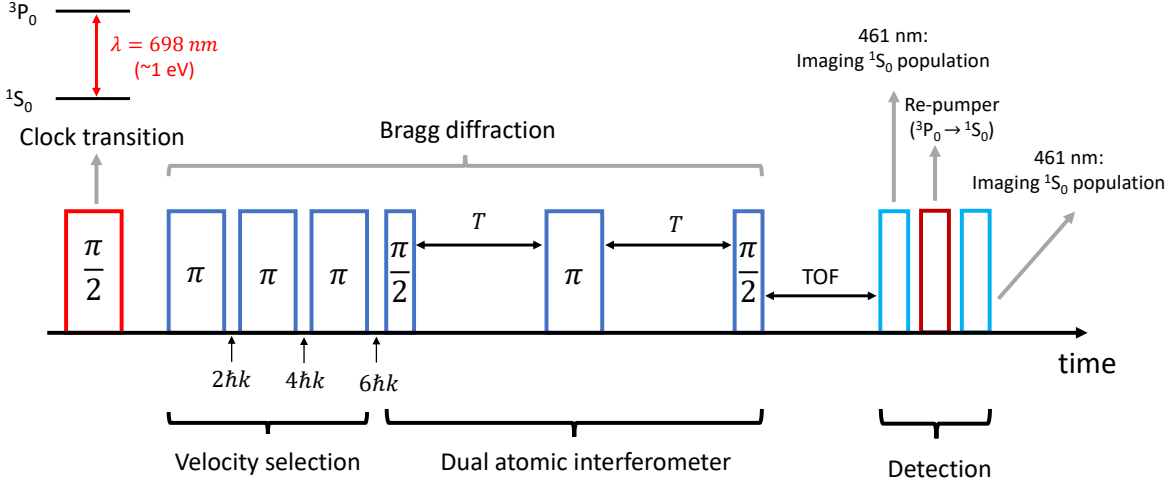 ³P₀
λ = 698 nm
(~1 eV)
¹S₀
Clock transition
Bragg diffraction
461 nm:
Imaging ¹S₀ population
Re-pumper
(³P₀ → ¹S₀)
461 nm:
Imaging ¹S₀ population
π/2
π
π
π
π/2
T
π
T
π/2
TOF
time
2ℏk
4ℏk
6ℏk
Velocity selection
Dual atomic interferometer
Detection